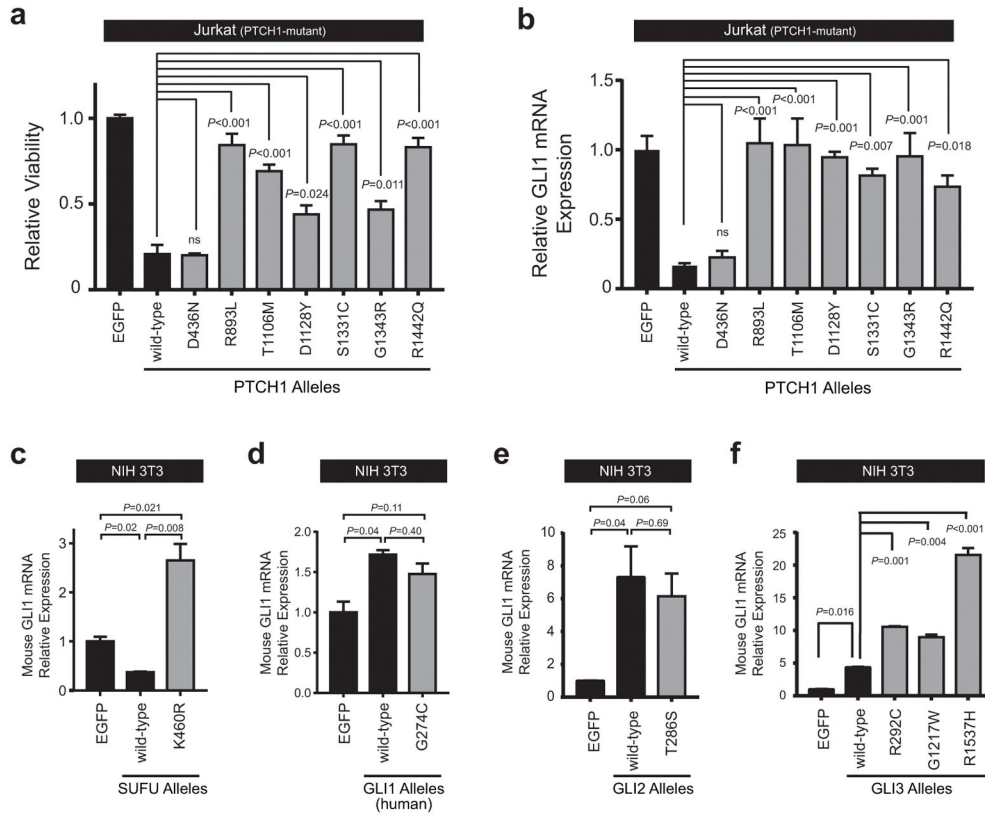 a
Jurkat (PTCH1-mutant)
Relative Viability
1.0
0.5
0
ns
P<0.001
P<0.001
P=0.024
P<0.001
P=0.011
P<0.001
EGFP
wild-type
D436N
R893L
T1106M
D1128Y
S1331C
G1343R
R1442Q
PTCH1 Alleles
b
Jurkat (PTCH1-mutant)
Relative GLI1 mRNA
Expression
1.5
1.0
0.5
0
ns
P<0.001
P<0.001
P=0.001
P=0.007
P=0.001
P=0.018
EGFP
wild-type
D436N
R893L
T1106M
D1128Y
S1331C
G1343R
R1442Q
PTCH1 Alleles
c
NIH 3T3
Mouse GLI1 mRNA
Relative Expression
3
2
1
0
P=0.021
P=0.02
P=0.008
EGFP
wild-type
K460R
SUFU Alleles
d
NIH 3T3
Mouse GLI1 mRNA
Relative Expression
2.0
1.5
1.0
0.5
0.0
P=0.11
P=0.04
P=0.40
EGFP
wild-type
G274C
GLI1 Alleles
(human)
e
NIH 3T3
Mouse GLI1 mRNA
Relative Expression
10
8
6
4
2
0
P=0.06
P=0.04
P=0.69
EGFP
wild-type
T286S
GLI2 Alleles
f
NIH 3T3
Mouse GLI1 mRNA
Relative Expression
25
20
15
10
5
0
P=0.016
P=0.001
P=0.004
P<0.001
EGFP
wild-type
R292C
G1217W
R1537H
GLI3 Alleles